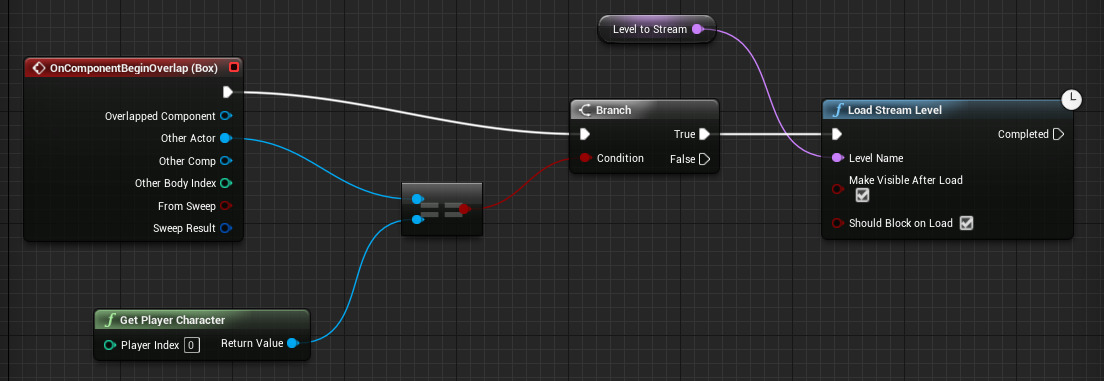 Level to Stream
OnComponentBeginOverlap (Box)
Overlapped Component
Other Actor
Other Comp
Other Body Index
From Sweep
Sweep Result
Branch
True
Condition
False
Load Stream Level
Completed
Level Name
Make Visible After Load
Should Block on Load
==
Get Player Character
Player Index 0
Return Value